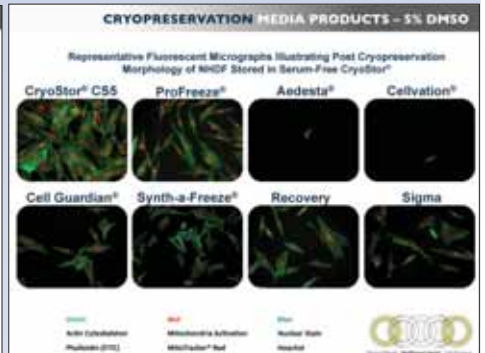 CRYOPRESERVATION MEDIA PRODUCTS – 5% DMSO
Representative Fluorescent Micrographs Illustrating Post Cryopreservation
Morphology of NHDF Stored in Serum-Free CryoStor®
CryoStor® CS5 ProFreeze® Aedesta® Cellvation®
Cell Guardian® Synth-a-Freeze® Recovery Sigma
Green Red Blue
Actin Cytoskeleton Mitochondria Activation Nuclear Stain
Phalloidin (FITC) MitoTracker® Red Hoechst